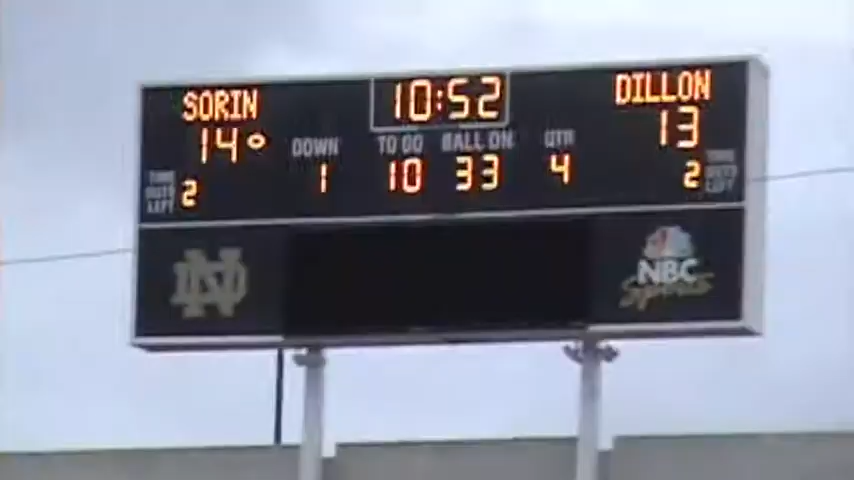 SORIN 10:52 DILLON
14 DOWN TO GO BALL ON QTR 13
TIME OUTS LEFT 2 1 10 33 4 2 TIME OUTS LEFT
ND NBC
Sports